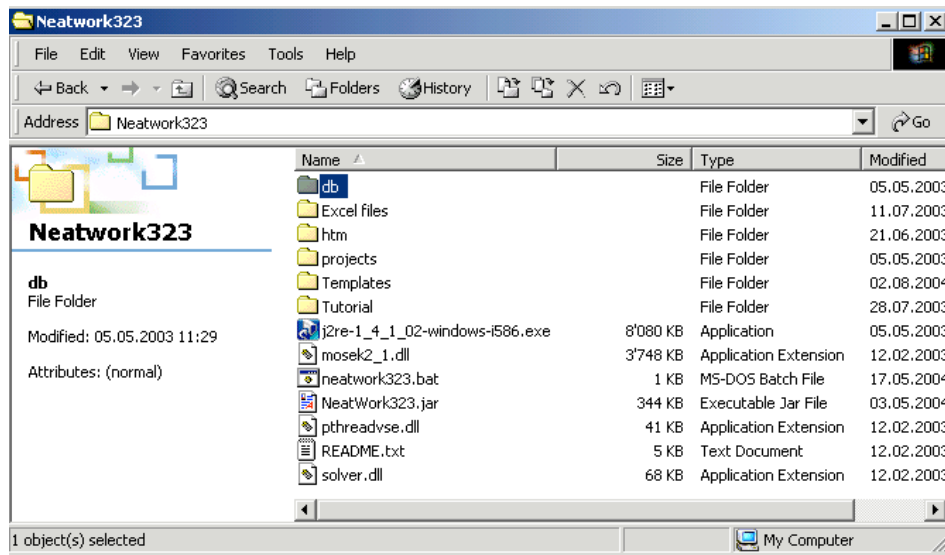 Neatwork323
File Edit View Favorites Tools Help
Back Search Folders History
Address Neatwork323 Go
Name Size Type Modified
db File Folder 05.05.2003
Excel files File Folder 11.07.2003
htm File Folder 21.06.2003
projects File Folder 05.05.2003
Templates File Folder 02.08.2004
Tutorial File Folder 28.07.2003
j2re-1_4_1_02-windows-i586.exe 8'080 KB Application 05.05.2003
mosek2_1.dll 3'748 KB Application Extension 12.02.2003
neatwork323.bat 1 KB MS-DOS Batch File 17.05.2004
NeatWork323.jar 344 KB Executable Jar File 03.05.2004
pthreadvse.dll 41 KB Application Extension 12.02.2003
README.txt 5 KB Text Document 12.02.2003
solver.dll 68 KB Application Extension 12.02.2003
Neatwork323
db
File Folder
Modified: 05.05.2003 11:29
Attributes: (normal)
1 object(s) selected My Computer